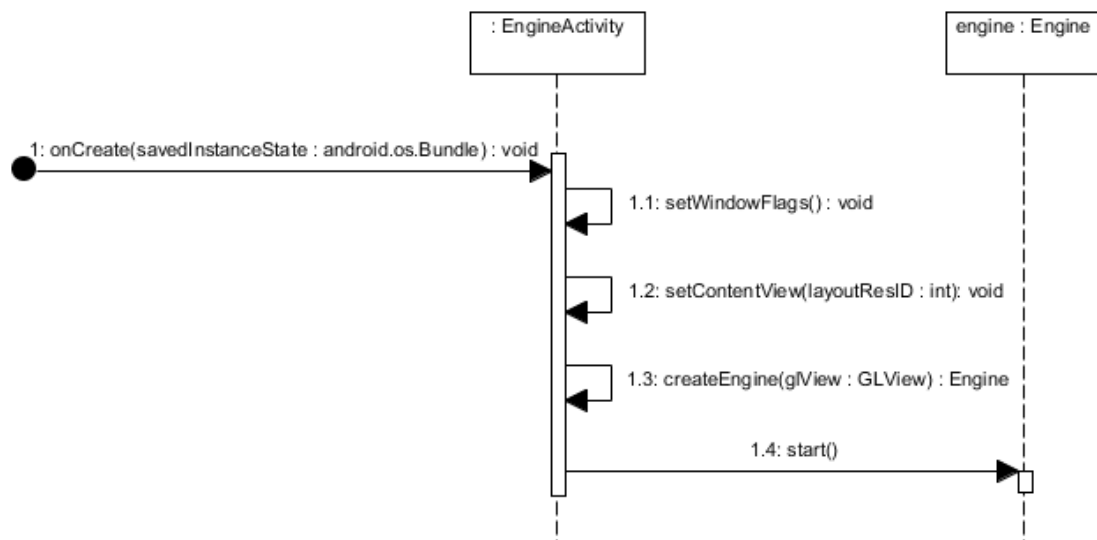 : EngineActivity
engine : Engine
1: onCreate(savedInstanceState : android.os.Bundle) : void
1.1: setWindowFlags() : void
1.2: setContentView(layoutResID : int): void
1.3: createEngine(glView : GLView) : Engine
1.4: start()